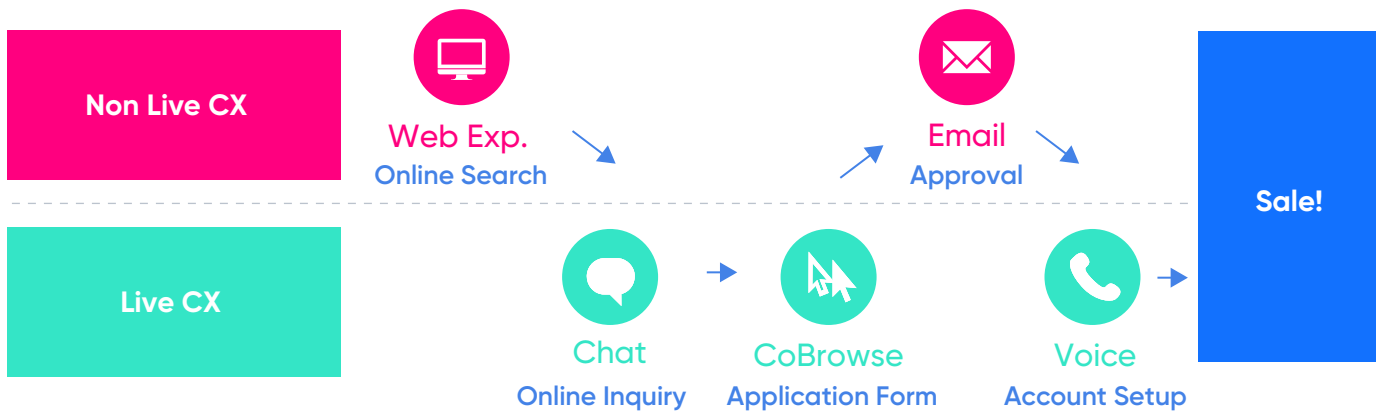 Non Live CX
Web Exp.
Online Search
Email
Approval
Sale!
Live CX
Chat
Online Inquiry
CoBrowse
Application Form
Voice
Account Setup